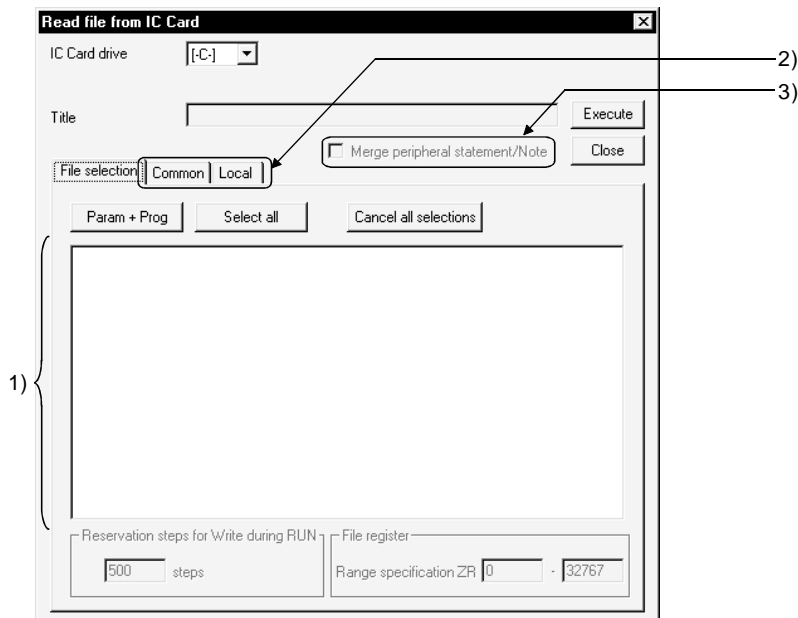 Read file from IC Card
IC Card drive [-C-]
2)
3)
Title
Execute
Merge peripheral statement/Note
Close
File selection Common Local
Param + Prog Select all Cancel all selections
1)
Reservation steps for Write during RUN File register
500 steps Range specification ZR 0 - 32767